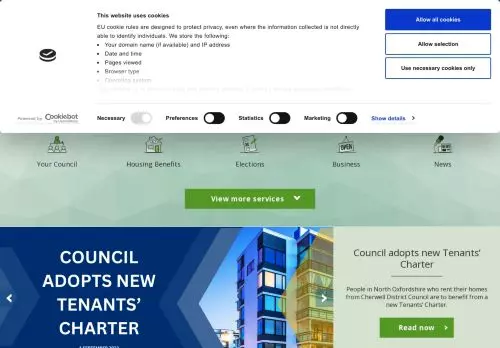 This website uses cookies
EU cookie rules are designed to protect privacy, even where the information collected is not directly
able to identify individuals. We store the following:
• Your domain name (if available) and IP address
• Date and time
• Pages viewed
• Browser type
• Operating system
Allow all cookies
Allow selection
Use necessary cookies only
Powered by Cookiebot
Necessary
Preferences
Statistics
Marketing
Show details
Your Council
Housing Benefits
Elections
OPEN
Business
News
View more services
COUNCIL
ADOPTS NEW
TENANTS’
CHARTER
Council adopts new Tenants’
Charter
People in North Oxfordshire who rent their homes
from Cherwell District Council are to benefit from a
new Tenants’ Charter.
Read now